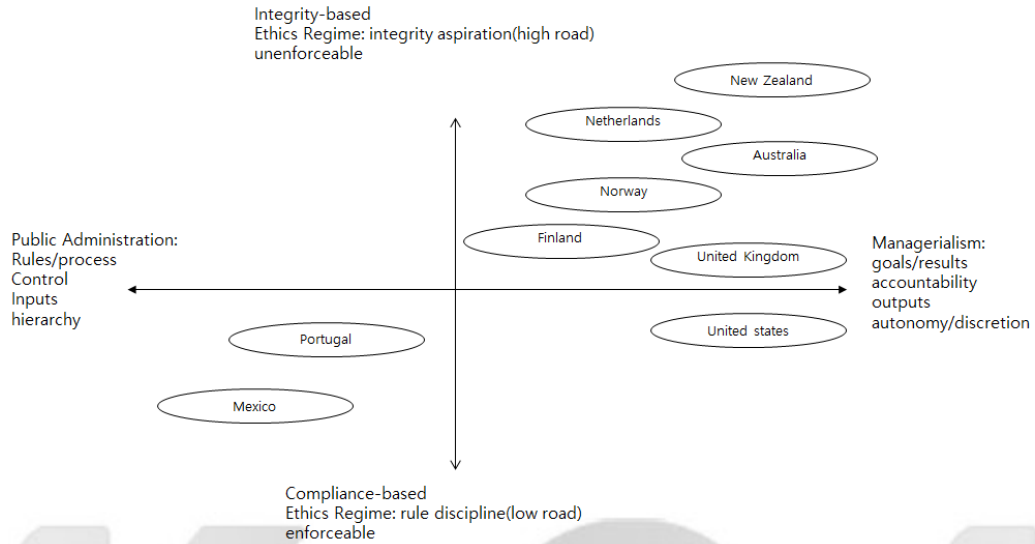 Integrity-based
Ethics Regime: integrity aspiration(high road)
unenforceable
New Zealand
Netherlands
Australia
Norway
Finland
United Kingdom
Public Administration:
Rules/process
Control
Inputs
hierarchy
Managerialism:
goals/results
accountability
outputs
autonomy/discretion
United states
Portugal
Mexico
Compliance-based
Ethics Regime: rule discipline(low road)
enforceable